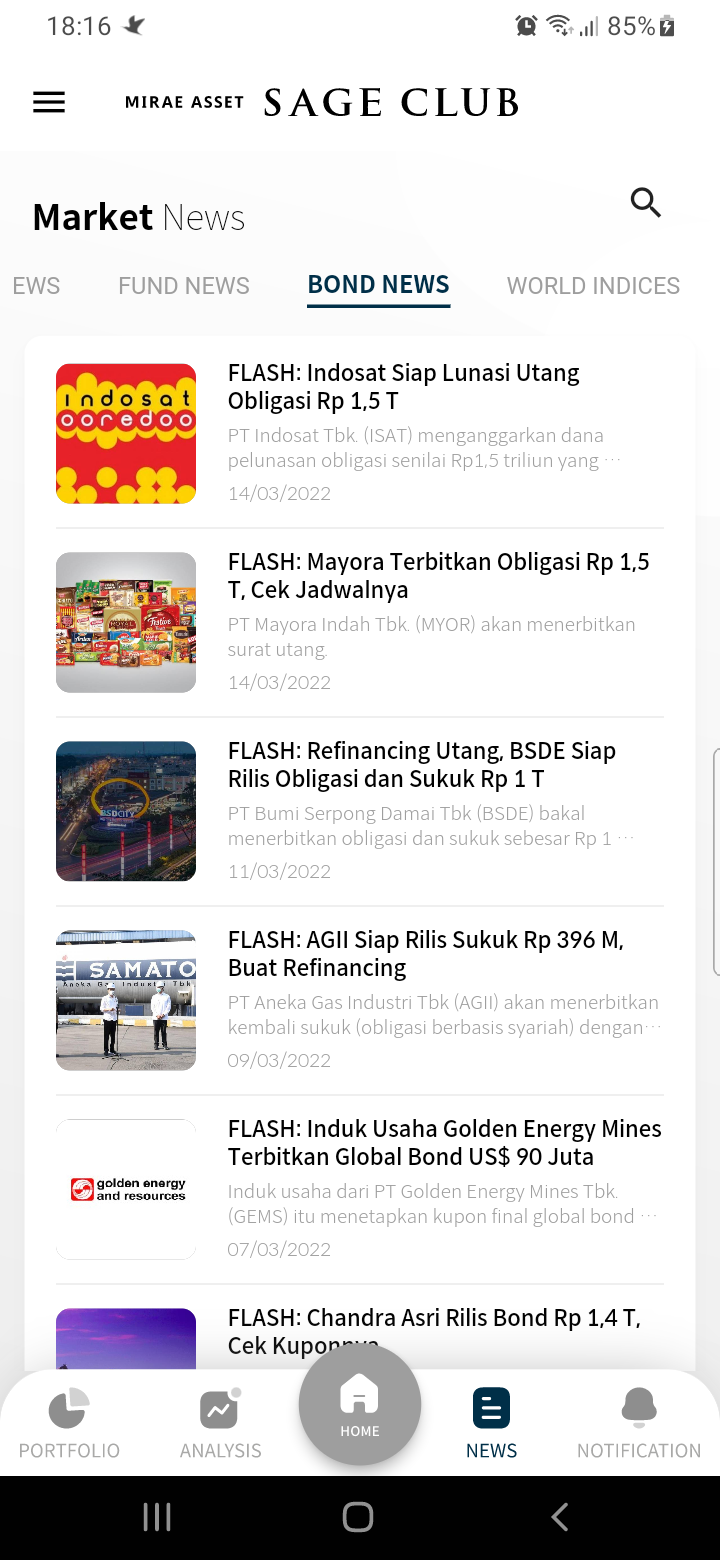 18:16
85%
MIRAE ASSET SAGE CLUB
Market News
EWS FUND NEWS BOND NEWS WORLD INDICES
indosat
ooredoo
FLASH: Indosat Siap Lunasi Utang
Obligasi Rp 1,5 T
PT Indosat Tbk. (ISAT) menganggarkan dana
pelunasan obligasi senilai Rp1,5 triliun yang ...
14/03/2022
FLASH: Mayora Terbitkan Obligasi Rp 1,5
T, Cek Jadwalnya
PT Mayora Indah Tbk. (MYOR) akan menerbitkan
surat utang.
14/03/2022
BSDCITY
FLASH: Refinancing Utang, BSDE Siap
Rilis Obligasi dan Sukuk Rp 1 T
PT Bumi Serpong Damai Tbk (BSDE) bakal
menerbitkan obligasi dan sukuk sebesar Rp 1 ...
11/03/2022
SAMATO
Aneka Gas Industri Tbk
FLASH: AGII Siap Rilis Sukuk Rp 396 M,
Buat Refinancing
PT Aneka Gas Industri Tbk (AGII) akan menerbitkan
kembali sukuk (obligasi berbasis syariah) dengan...
09/03/2022
golden energy
and resources
FLASH: Induk Usaha Golden Energy Mines
Terbitkan Global Bond US$ 90 Juta
Induk usaha dari PT Golden Energy Mines Tbk.
(GEMS) itu menetapkan kupon final global bond ...
07/03/2022
FLASH: Chandra Asri Rilis Bond Rp 1,4 T,
Cek Kuponnya
PORTFOLIO ANALYSIS HOME NEWS NOTIFICATION